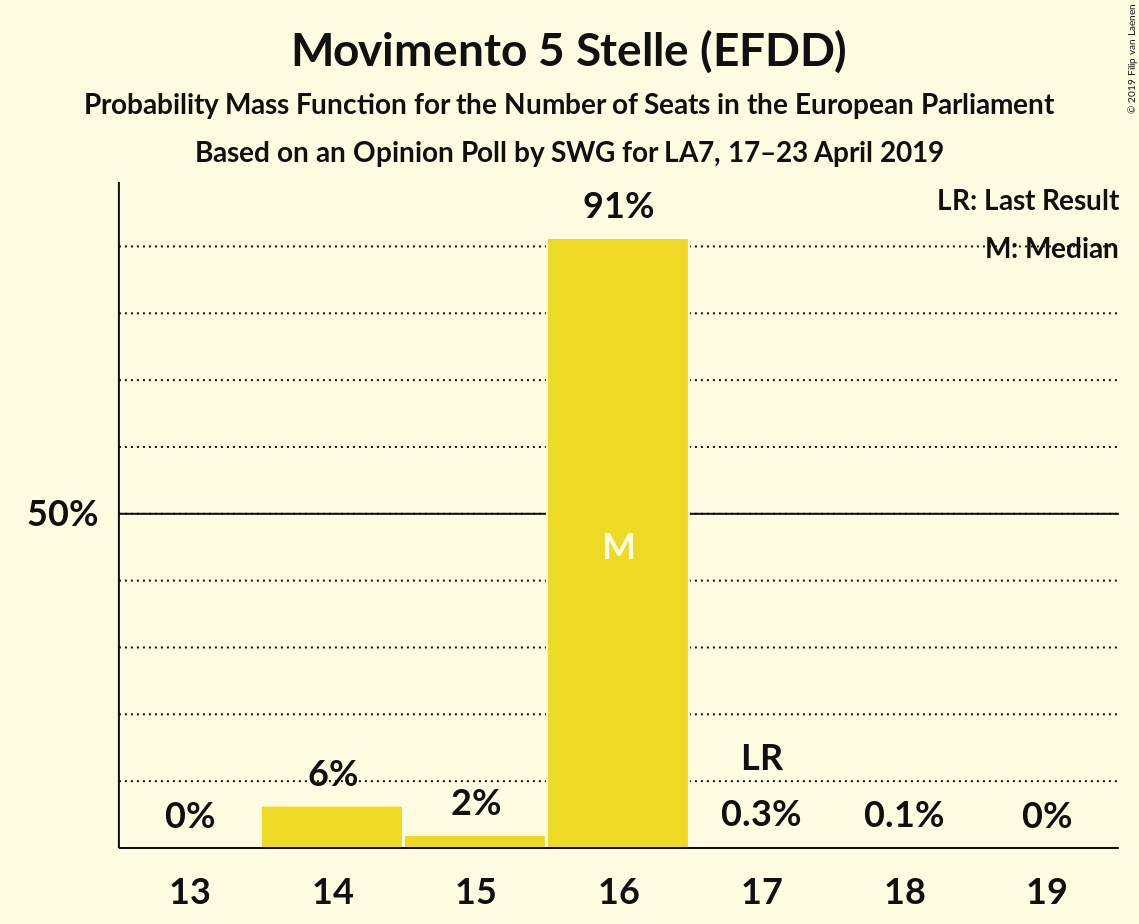 Movimento 5 Stelle (EFDD)
Probability Mass Function for the Number of Seats in the European Parliament
Based on an Opinion Poll by SWG for LA7, 17–23 April 2019
© 2019 Filip van Laenen
LR: Last Result
M: Median
91%
50%
M
LR
6%
2%
0%
0.3%
0.1%
0%
13 14 15 16 17 18 19